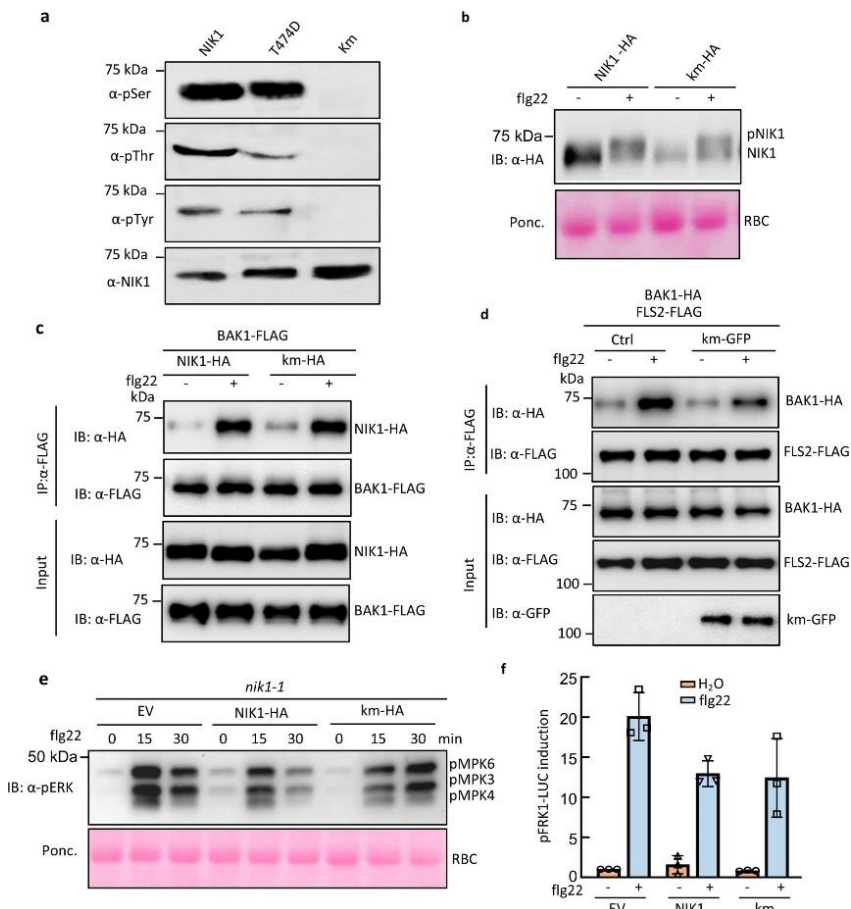 a
NIK1 T474D Km
75 kDa
α-pSer
75 kDa
α-pThr
75 kDa
α-pTyr
75 kDa
α-NIK1
b
NIK1-HA km-HA
flg22 - + - +
75 kDa
pNIK1
IB: α-HA
NIK1
Ponc. RBC
c
BAK1-FLAG
NIK1-HA km-HA
flg22 - + - +
kDa
IP:α-FLAG
75
IB: α-HA NIK1-HA
75
IB: α-FLAG BAK1-FLAG
Input
75
IB: α-HA NIK1-HA
75
IB: α-FLAG BAK1-FLAG
d
BAK1-HA
FLS2-FLAG
Ctrl km-GFP
flg22 - + - +
kDa
IP:α-FLAG
75
IB: α-HA BAK1-HA
IB: α-FLAG FLS2-FLAG
100
Input
75
IB: α-HA BAK1-HA
IB: α-FLAG FLS2-FLAG
100
IB: α-GFP km-GFP
100
e
nik1-1
EV NIK1-HA km-HA
flg22 0 15 30 0 15 30 0 15 30 min
50 kDa
pMPK6
IB: α-pERK pMPK3
pMPK4
Ponc. RBC
f
pFRK1-LUC induction
25
20
15
10
5
0
H₂O
flg22
flg22 - + - + - +
EV NIK1 km